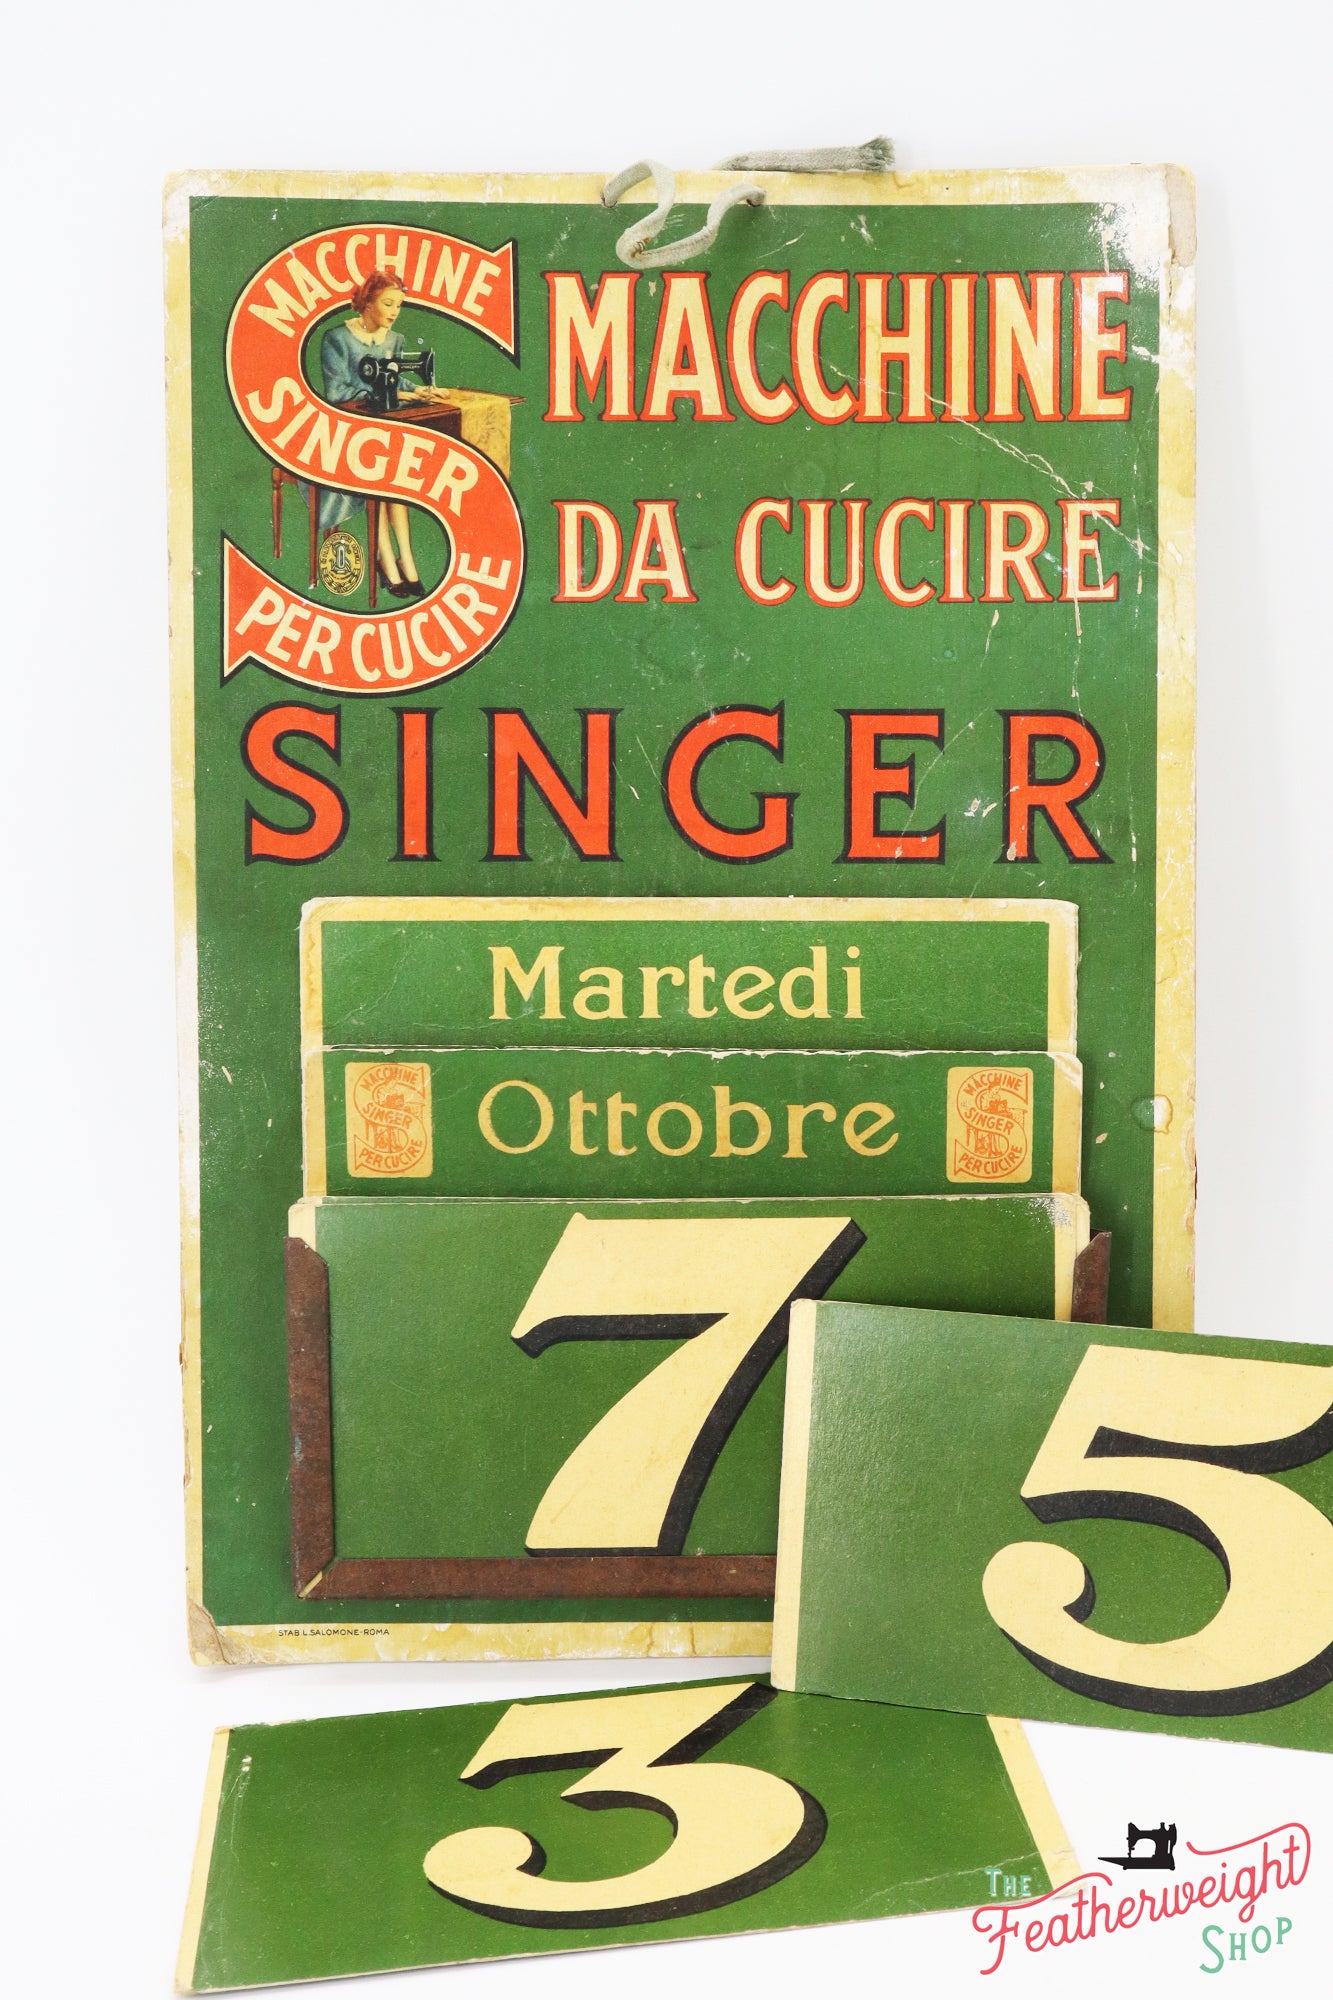 MACCHINE
SINGER
PER CUCIRE
MACCHINE
DA CUCIRE
SINGER
Martedi
Ottobre
MACCHINE
SINGER
PER CUCIRE
MACCHINE
SINGER
PER CUCIRE
7
5
STAB L.SALOMONE-ROMA
3
THE
Featherweight
SHOP